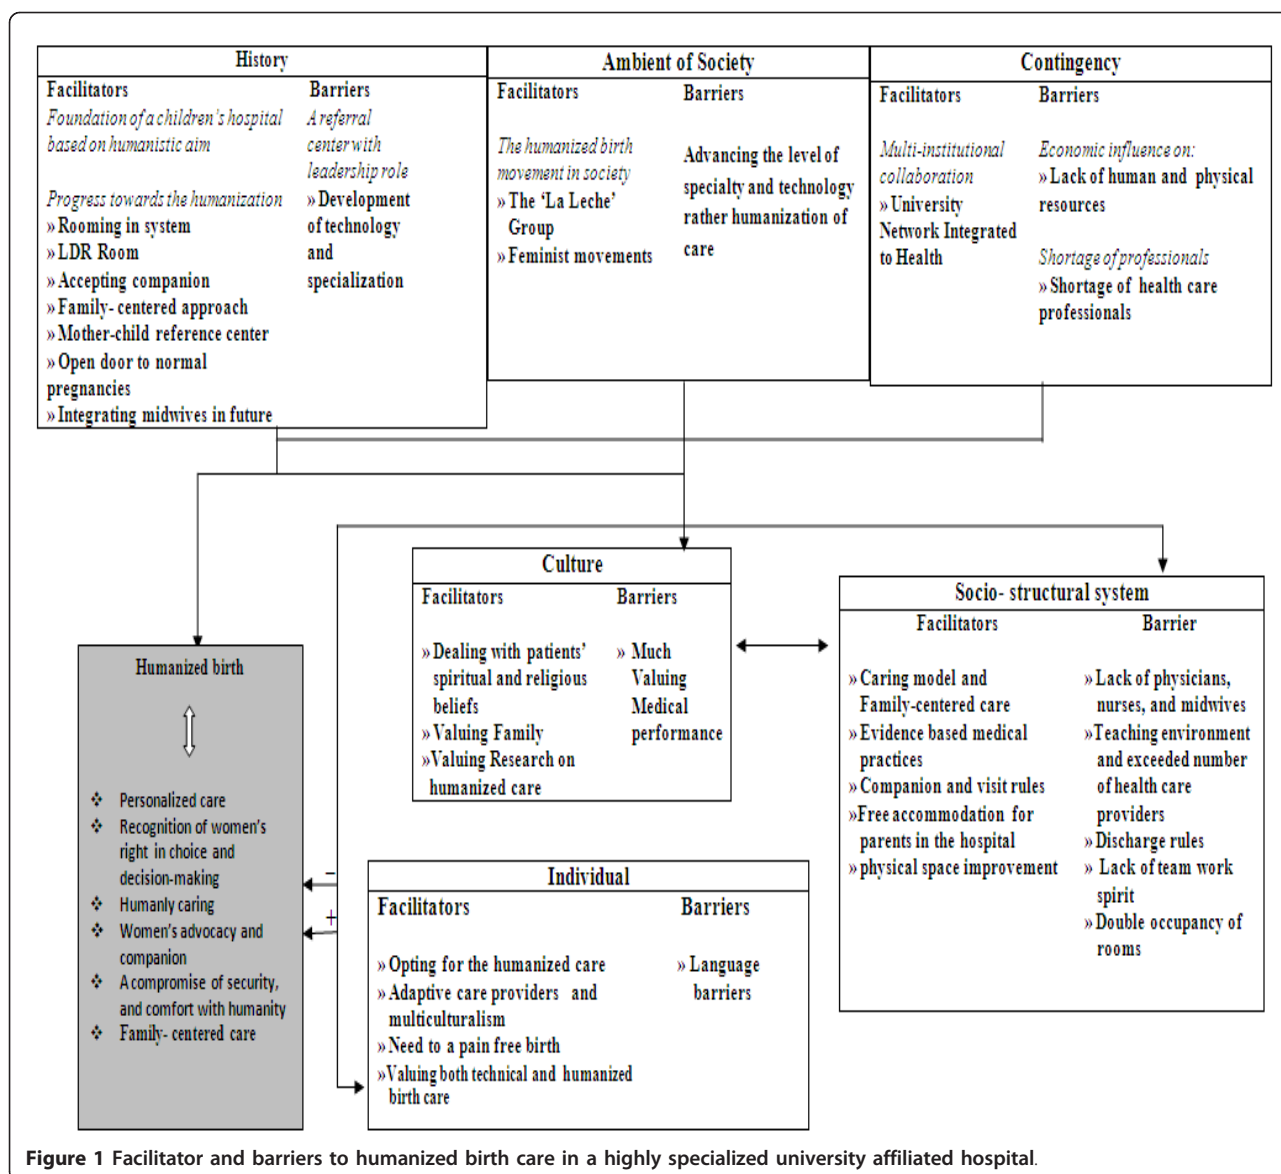 History
Facilitators
Foundation of a children's hospital
based on humanistic aim
Progress towards the humanization
» Rooming in system
» LDR Room
» Accepting companion
» Family- centered approach
» Mother-child reference center
» Open door to normal
pregnancies
» Integrating midwives in future
Barriers
A referral
center with
leadership role
» Development
of technology
and
specialization
Ambient of Society
Facilitators
The humanized birth
movement in society
» The 'La Leche'
Group
» Feminist movements
Barriers
Advancing the level of
specialty and technology
rather humanization of
care
Contingency
Facilitators
Multi-institutional
collaboration
» University
Network Integrated
to Health
Barriers
Economic influence on:
» Lack of human and physical
resources
Shortage of professionals
» Shortage of health care
professionals
Culture
Facilitators
» Dealing with patients'
spiritual and religious
beliefs
» Valuing Family
» Valuing Research on
humanized care
Barriers
» Much
Valuing
Medical
performance
Socio- structural system
Facilitators
» Caring model and
Family-centered care
» Evidence based medical
practices
» Companion and visit rules
» Free accommodation for
parents in the hospital
» physical space improvement
Barrier
» Lack of physicians,
nurses, and midwives
» Teaching environment
and exceeded number
of health care
providers
» Discharge rules
» Lack of team work
spirit
» Double occupancy of
rooms
Humanized birth
❖ Personalized care
❖ Recognition of women's
right in choice and
decision-making
❖ Humanly caring
❖ Women's advocacy and
companion
❖ A compromise of security,
and comfort with humanity
❖ Family- centered care
−
+
Individual
Facilitators
» Opting for the humanized care
» Adaptive care providers and
multiculturalism
» Need to a pain free birth
» Valuing both technical and humanized
birth care
Barriers
» Language
barriers
Figure 1 Facilitator and barriers to humanized birth care in a highly specialized university affiliated hospital.